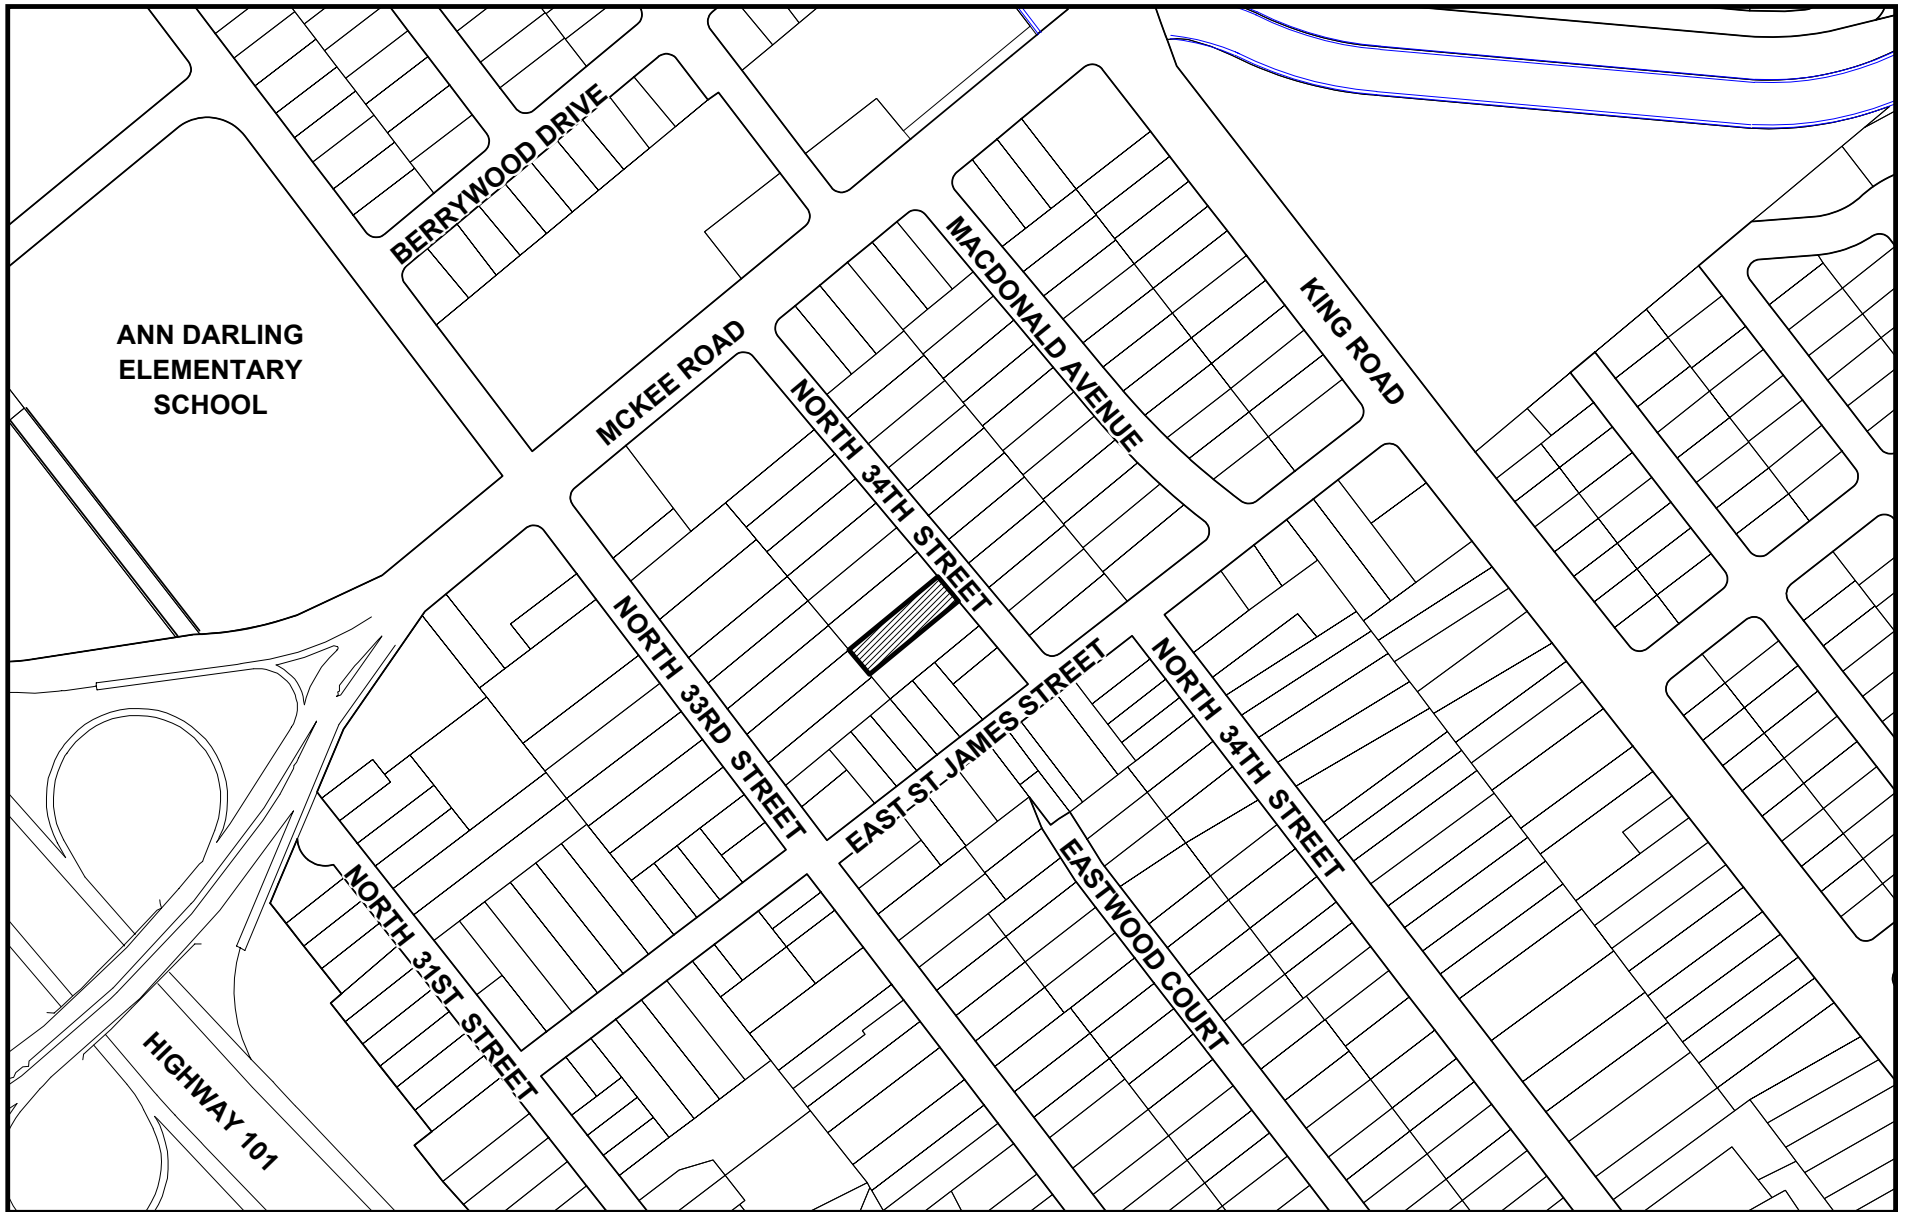 BERRYWOOD DRIVE
ANN DARLING
ELEMENTARY
SCHOOL
MCKEE ROAD
MACDONALD AVENUE
KING ROAD
NORTH 34TH STREET
NORTH 33RD STREET
EAST ST JAMES STREET
NORTH 34TH STREET
EASTWOOD COURT
NORTH 31ST STREET
HIGHWAY 101